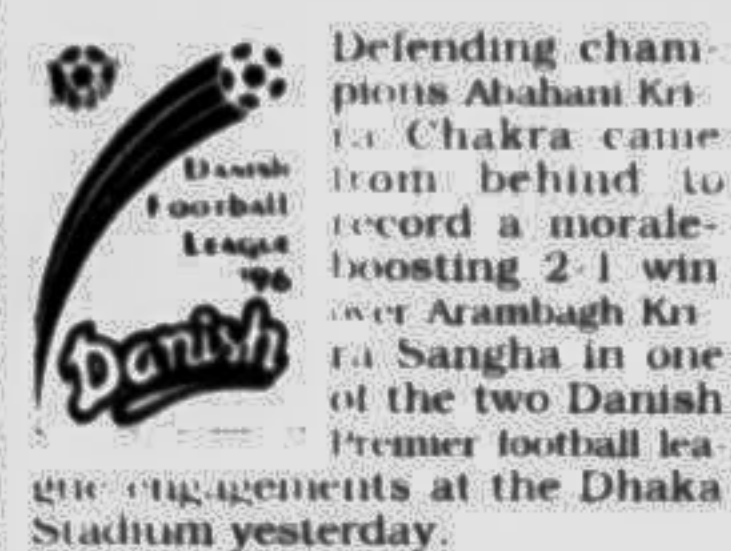 Danish
Football
League
'96
Danish
Defending cham-
pions Abahani Kri
ra Chakra came
from behind to
record a morale-
boosting 2-1 win
over Arambagh Kri
ra Sangha in one
of the two Danish
Premier football lea-
gue engagements at the Dhaka
Stadium yesterday.